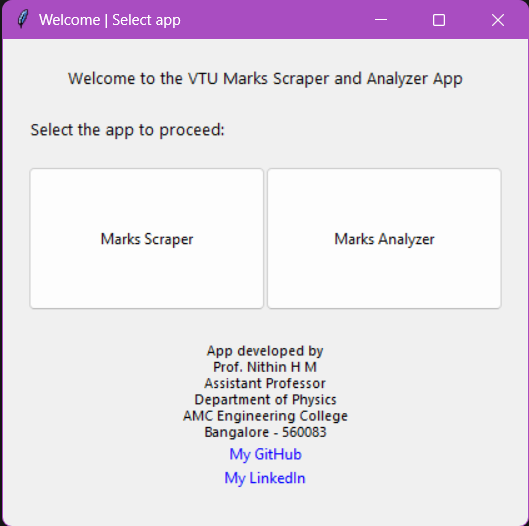 Welcome | Select app
Welcome to the VTU Marks Scraper and Analyzer App
Select the app to proceed:
Marks Scraper
Marks Analyzer
App developed by
Prof. Nithin H M
Assistant Professor
Department of Physics
AMC Engineering College
Bangalore - 560083
My GitHub
My LinkedIn